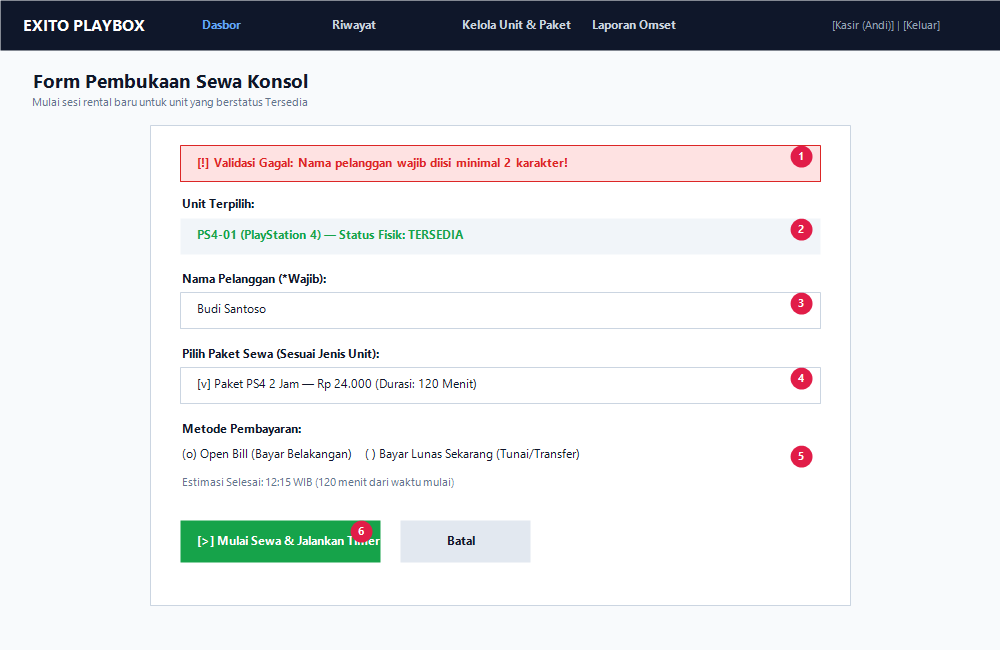 EXITO PLAYBOX Dasbor Riwayat Kelola Unit & Paket Laporan Omset [Kasir (Andi)] | [Keluar]
Form Pembukaan Sewa Konsol
Mulai sesi rental baru untuk unit yang berstatus Tersedia
[!] Validasi Gagal: Nama pelanggan wajib diisi minimal 2 karakter! 1
Unit Terpilih:
PS4-01 (PlayStation 4) — Status Fisik: TERSEDIA 2
Nama Pelanggan (*Wajib):
Budi Santoso 3
Pilih Paket Sewa (Sesuai Jenis Unit):
[v] Paket PS4 2 Jam — Rp 24.000 (Durasi: 120 Menit) 4
Metode Pembayaran:
(o) Open Bill (Bayar Belakangan) ( ) Bayar Lunas Sekarang (Tunai/Transfer) 5
Estimasi Selesai: 12:15 WIB (120 menit dari waktu mulai)
[>] Mulai Sewa & Jalankan Timer 6 Batal